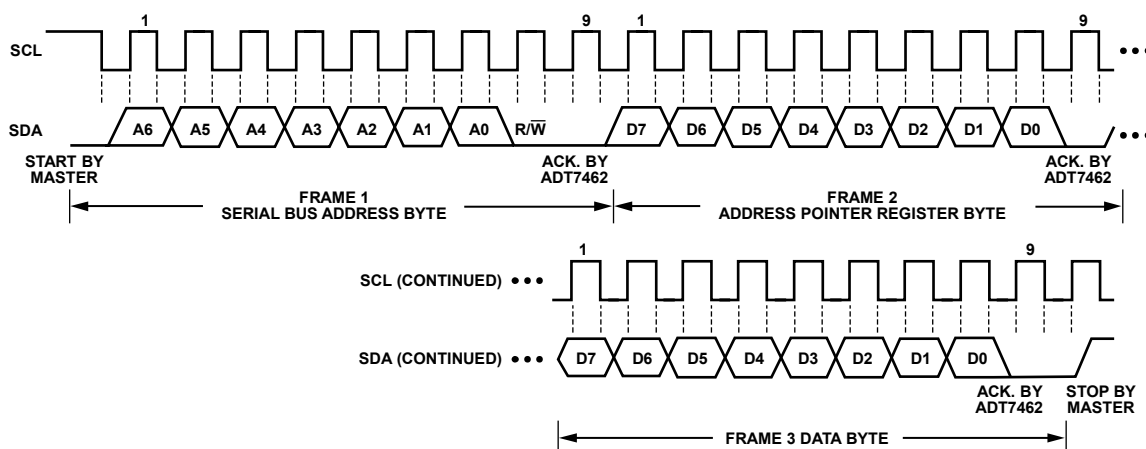 1 9 1 9
SCL
SDA A6 A5 A4 A3 A2 A1 A0 R/W̅ D7 D6 D5 D4 D3 D2 D1 D0
START BY
MASTER
ACK. BY
ADT7462
ACK. BY
ADT7462
FRAME 1
SERIAL BUS ADDRESS BYTE
FRAME 2
ADDRESS POINTER REGISTER BYTE
1 9
SCL (CONTINUED)
SDA (CONTINUED) D7 D6 D5 D4 D3 D2 D1 D0
ACK. BY
ADT7462
STOP BY
MASTER
FRAME 3 DATA BYTE